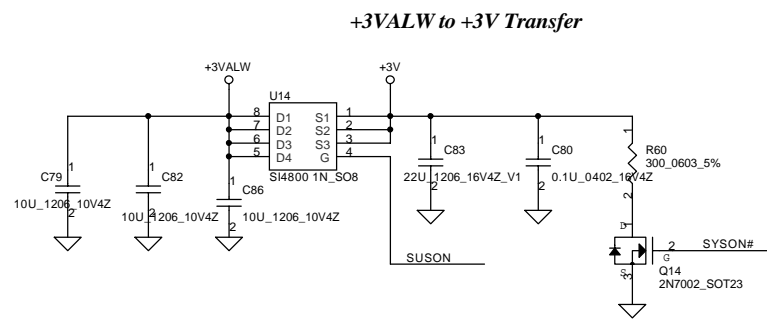 +3VALW to +3V Transfer
+3VALW
+3V
U14
8 D1 S1 1
7 D2 S2 2
6 D3 S3 3
5 D4 G 4
SI4800 1N_SO8
1
C79
2
10U_1206_10V4Z
1
C82
2
10U_1206_10V4Z
1
C86
2
10U_1206_10V4Z
1
C83
2
22U_1206_16V4Z_V1
1
C80
2
0.1U_0402_16V4Z
1
R60
300_0603_5%
2
SUSON
D
1
2
G
SYSON#
S
3
Q14
2N7002_SOT23